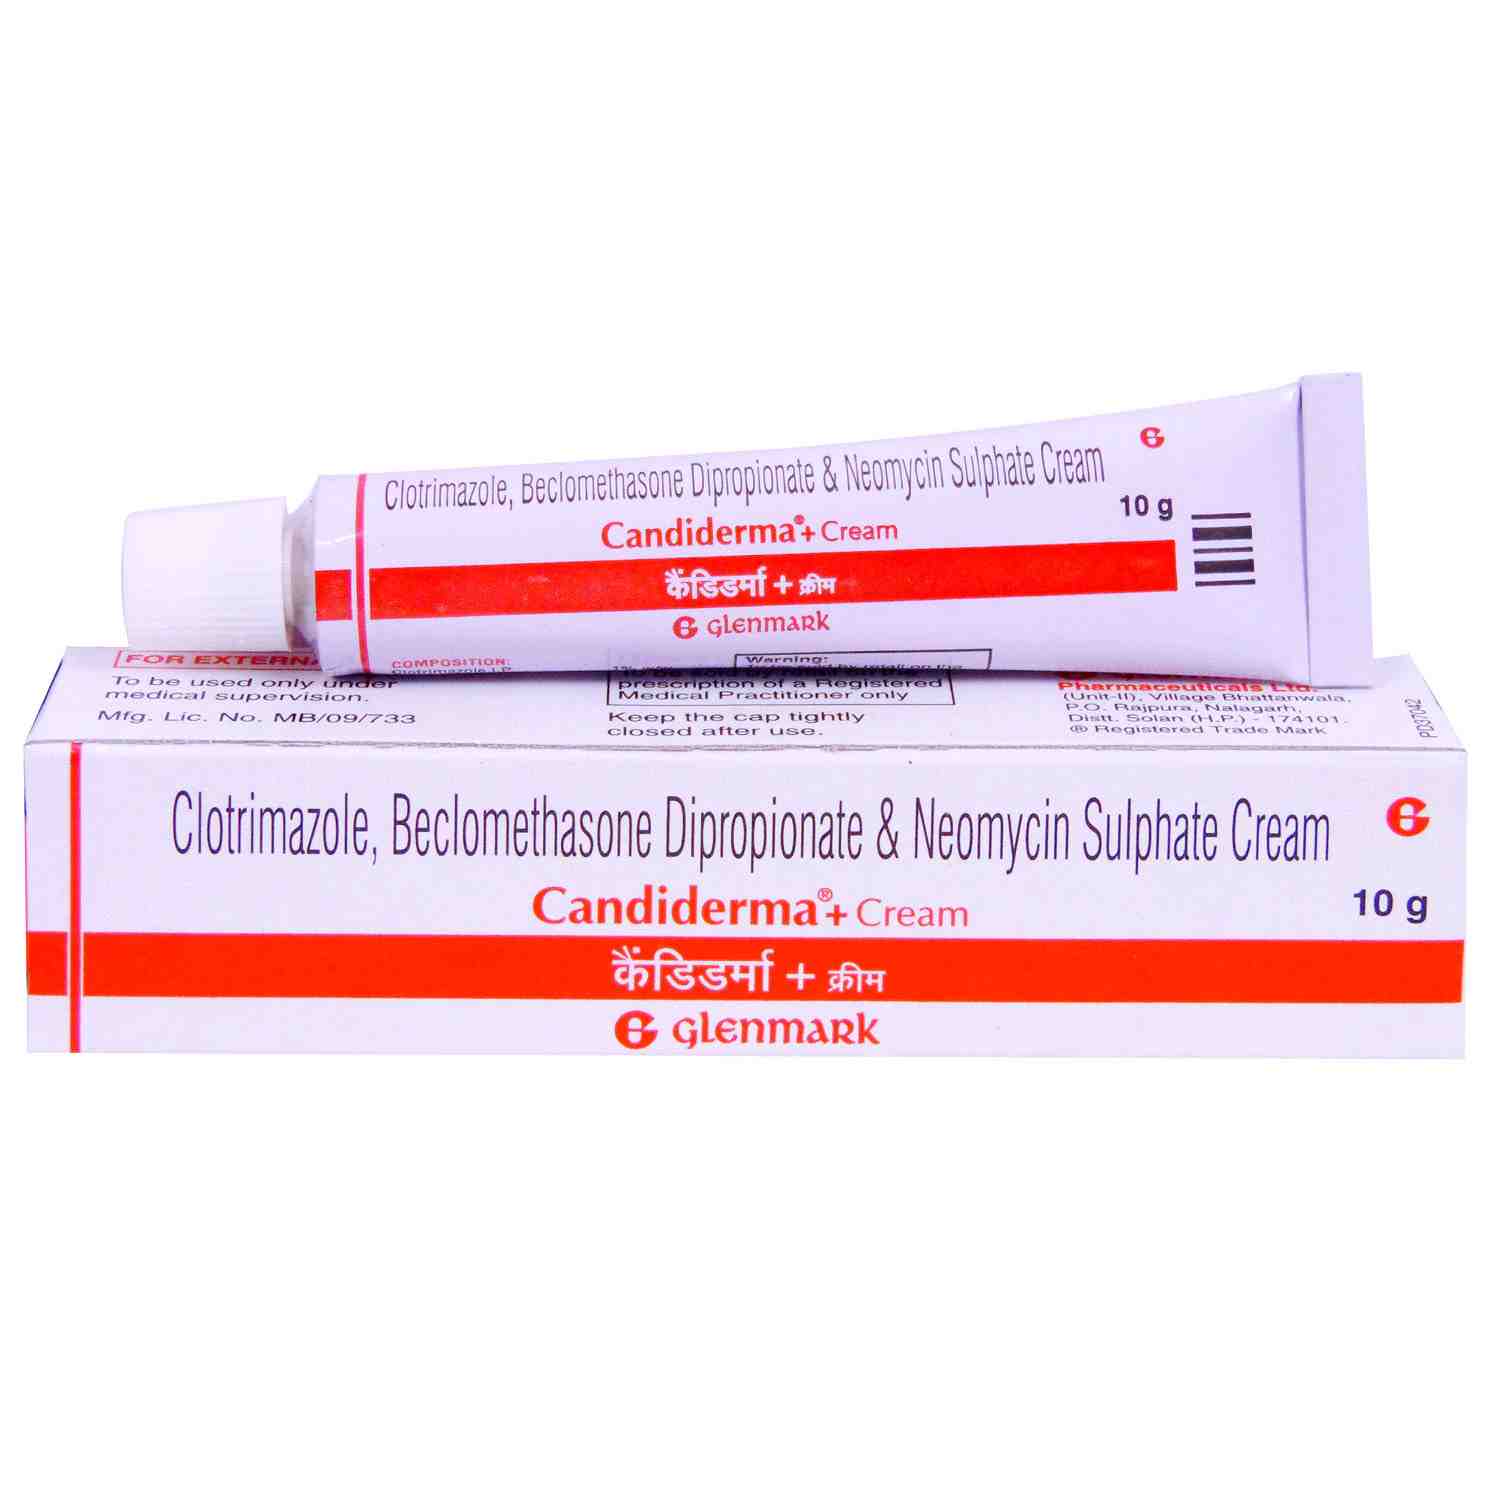 Clotrimazole, Beclomethasone Dipropionate & Neomycin Sulphate Cream
10 g
Candiderma®+ Cream
कैंडिडर्मा + क्रीम
GLENMARK
COMPOSITION:
FOR
To be used only under
medical supervision.
Mfg. Lic. No. MB/09/733
Warning:
prescription of a Registered
Medical Practitioner only
Keep the cap tightly
closed after use.
Pharmaceuticals Ltd.
(Unit-II), Village Bhattanwala,
P.O. Rajpura, Nalagarh,
Distt. Solan (H.P.) - 174101.
® Registered Trade Mark
PD37042
Clotrimazole, Beclomethasone Dipropionate & Neomycin Sulphate Cream
Candiderma®+ Cream
10 g
कैंडिडर्मा + क्रीम
GLENMARK